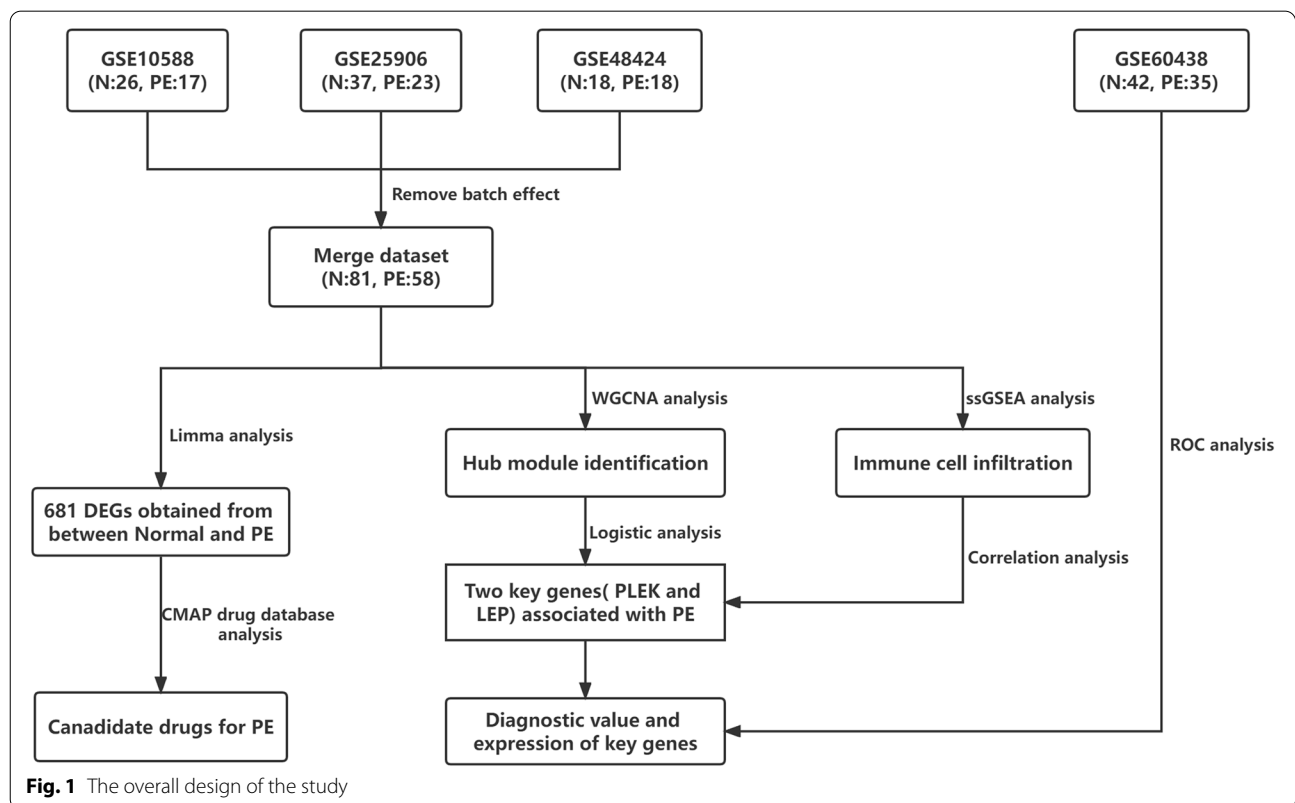 GSE10588
(N:26, PE:17)
GSE25906
(N:37, PE:23)
GSE48424
(N:18, PE:18)
GSE60438
(N:42, PE:35)
Remove batch effect
Merge dataset
(N:81, PE:58)
Limma analysis
WGCNA analysis
ssGSEA analysis
ROC analysis
Hub module identification
Immune cell infiltration
681 DEGs obtained from
between Normal and PE
Logistic analysis
Correlation analysis
Two key genes( PLEK and
LEP) associated with PE
CMAP drug database
analysis
Canadidate drugs for PE
Diagnostic value and
expression of key genes
Fig. 1 The overall design of the study